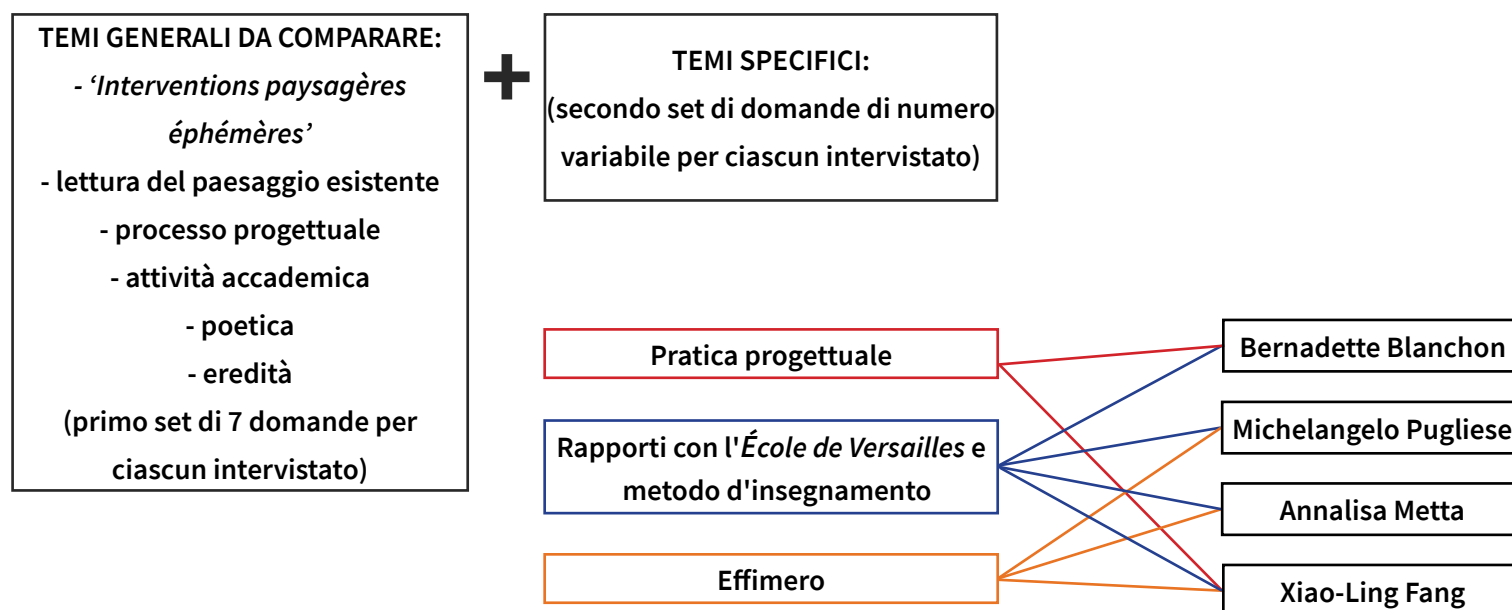 TEMI GENERALI DA COMPARARE:
- ‘Interventions paysagères
éphémères’
- lettura del paesaggio esistente
- processo progettuale
- attività accademica
- poetica
- eredità
(primo set di 7 domande per
ciascun intervistato)
+
TEMI SPECIFICI:
(secondo set di domande di numero
variabile per ciascun intervistato)
Pratica progettuale
Rapporti con l'École de Versailles e
metodo d'insegnamento
Effimero
Bernadette Blanchon
Michelangelo Pugliese
Annalisa Metta
Xiao-Ling Fang